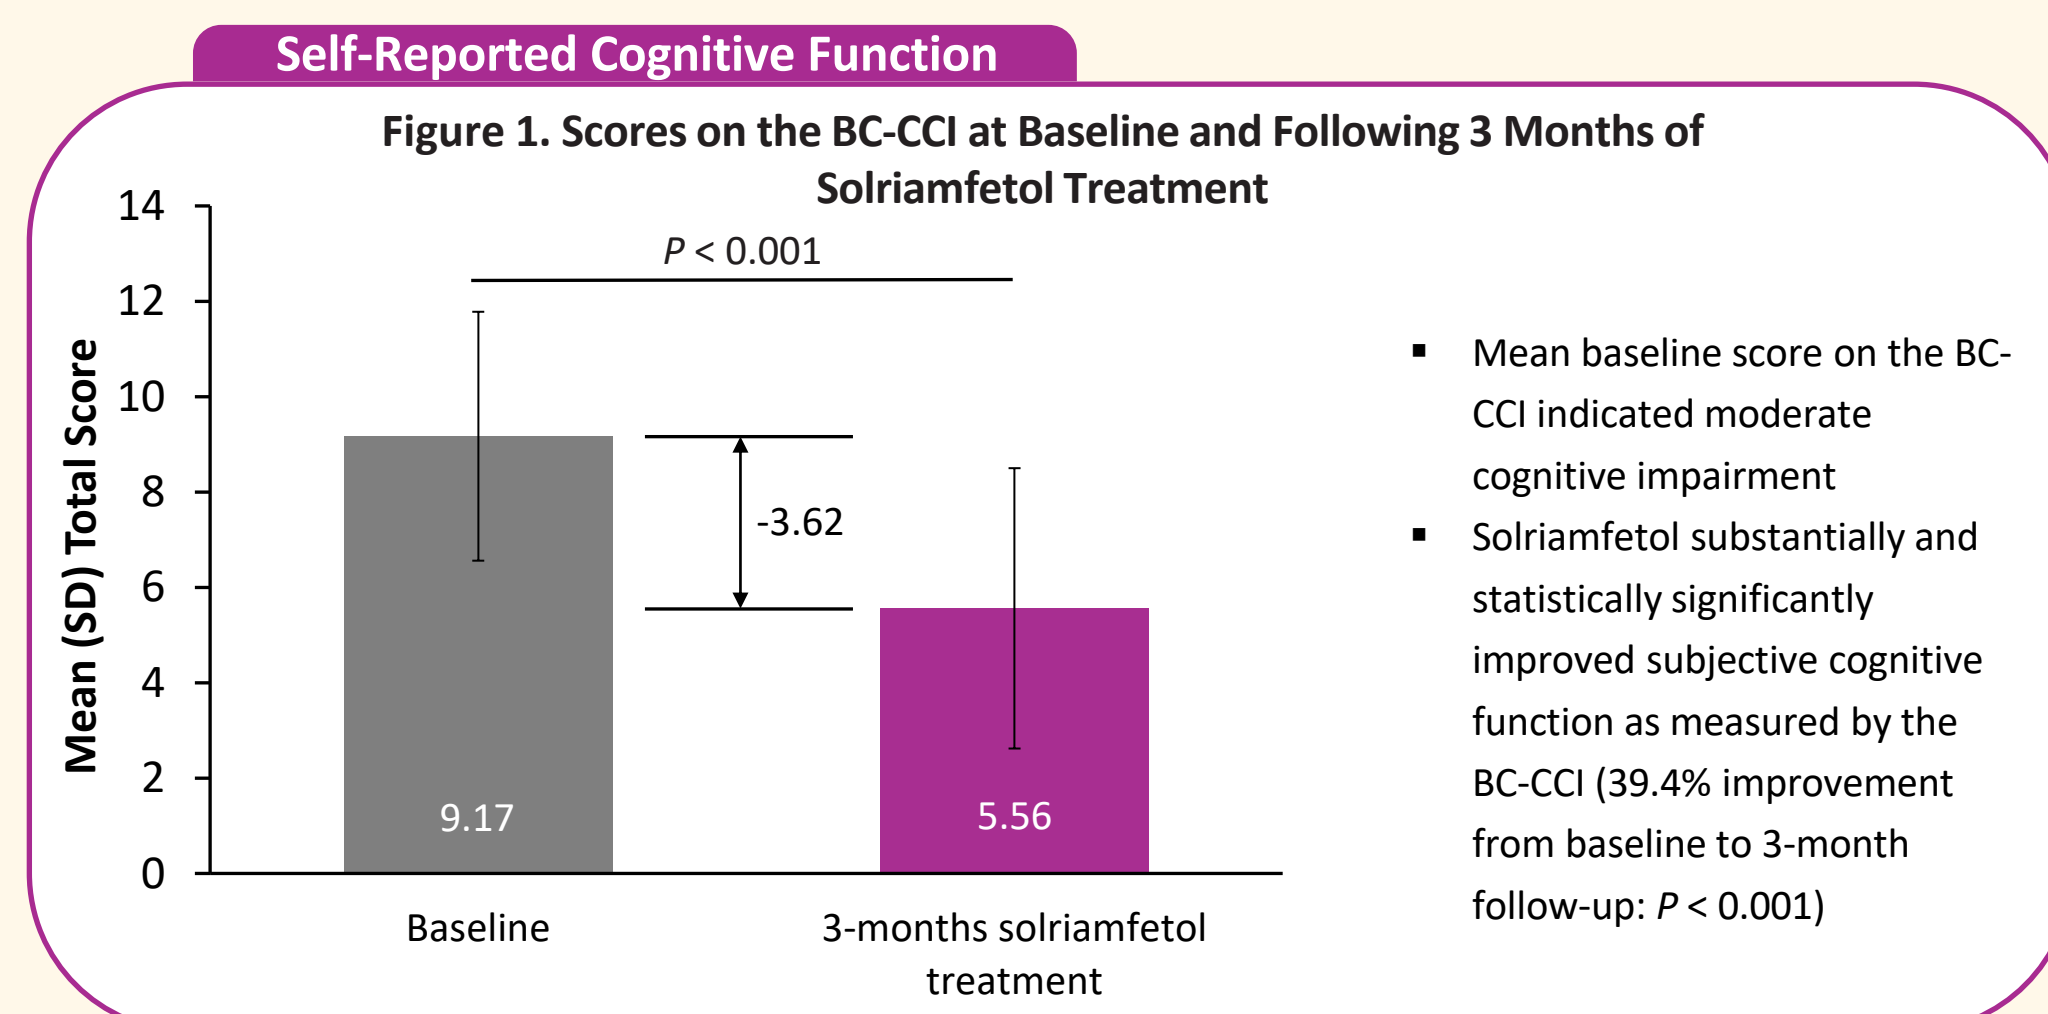 Self-Reported Cognitive Function
Figure 1. Scores on the BC-CCI at Baseline and Following 3 Months of
Solriamfetol Treatment
Mean (SD) Total Score
14
12
10
8
6
4
2
0
P < 0.001
-3.62
9.17
5.56
Baseline
3-months solriamfetol
treatment
▪ Mean baseline score on the BC-
CCI indicated moderate
cognitive impairment
▪ Solriamfetol substantially and
statistically significantly
improved subjective cognitive
function as measured by the
BC-CCI (39.4% improvement
from baseline to 3-month
follow-up: P < 0.001)